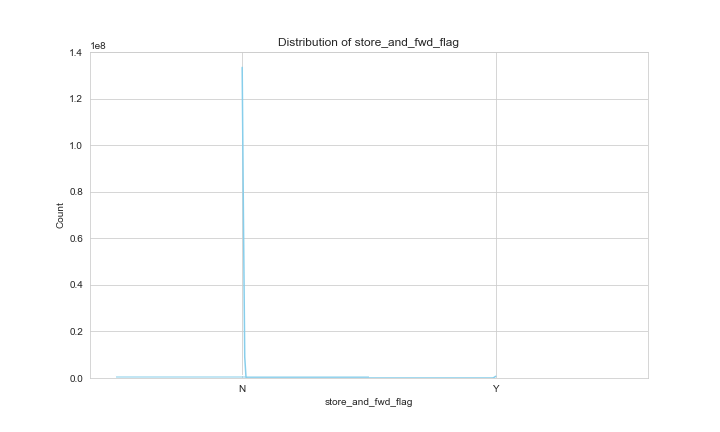 Distribution of store_and_fwd_flag
1e8
1.4
1.2
1.0
0.8
0.6
0.4
0.2
0.0
Count
N
Y
store_and_fwd_flag